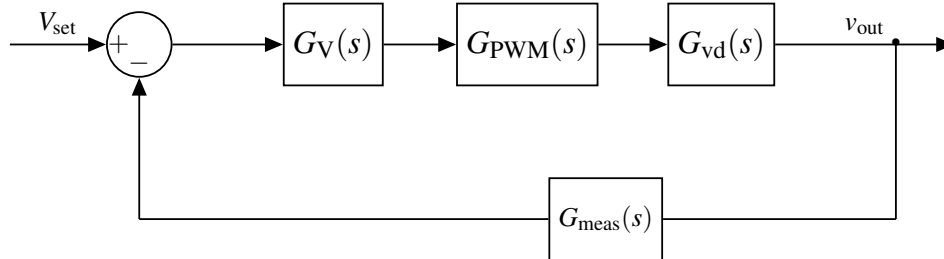 V_set
+
−
G_V(s)
G_PWM(s)
G_vd(s)
v_out
G_meas(s)